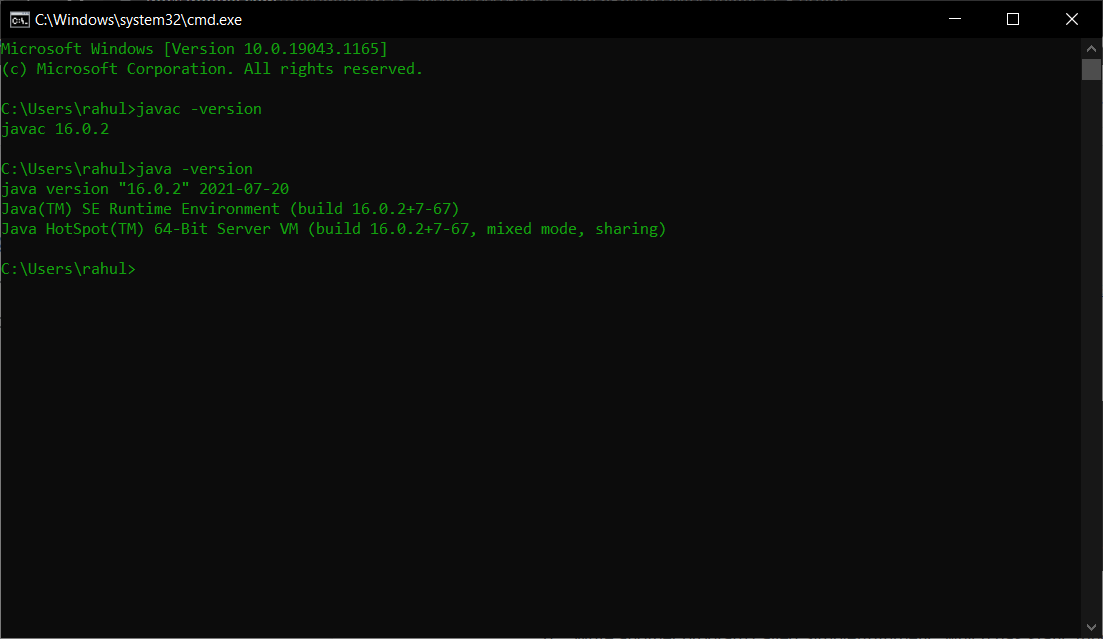 C:\Windows\system32\cmd.exe
Microsoft Windows [Version 10.0.19043.1165]
(c) Microsoft Corporation. All rights reserved.
C:\Users\rahul>javac -version
javac 16.0.2
C:\Users\rahul>java -version
java version "16.0.2" 2021-07-20
Java(TM) SE Runtime Environment (build 16.0.2+7-67)
Java HotSpot(TM) 64-Bit Server VM (build 16.0.2+7-67, mixed mode, sharing)
C:\Users\rahul>